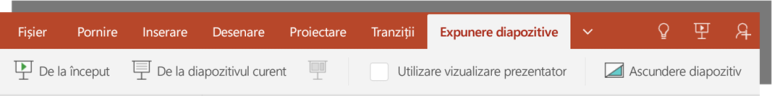 Fișier Pornire Inserare Desenare Proiectare Tranziții Expunere diapozitive
De la început De la diapozitivul curent Utilizare vizualizare prezentator Ascundere diapozitiv